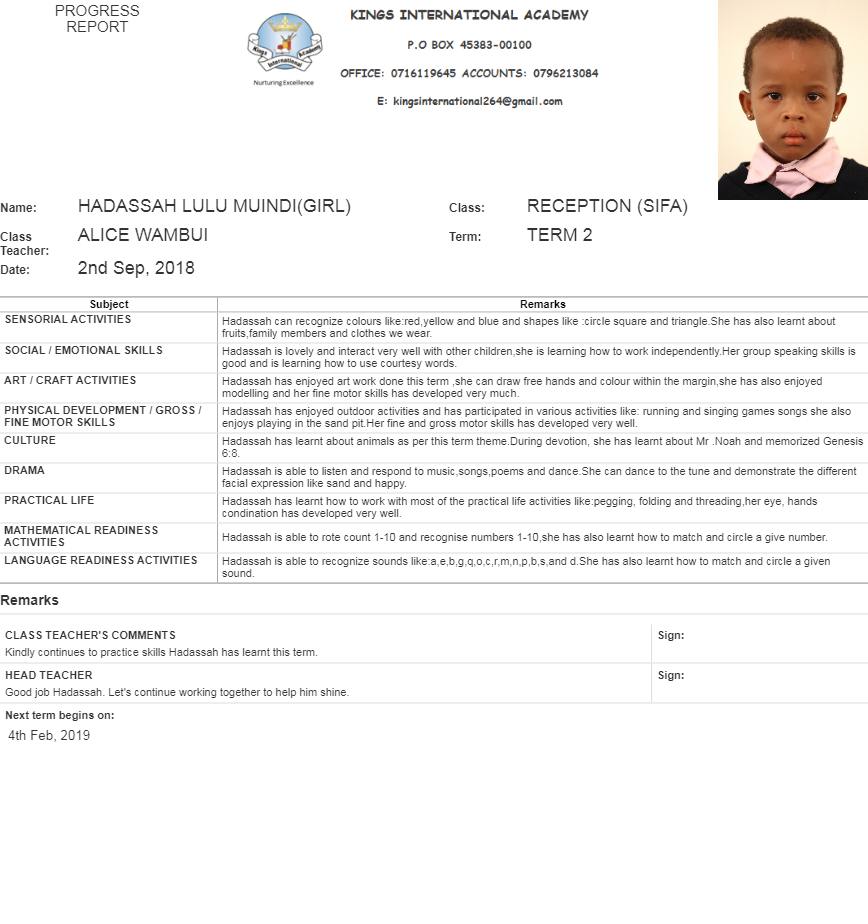 PROGRESS
REPORT
KINGS INTERNATIONAL ACADEMY
P.O BOX 45383-00100
OFFICE: 0716119645 ACCOUNTS: 0796213084
E: kingsinternational264@gmail.com
Kings Academy
International
Nurturing Excellence
Name: HADASSAH LULU MUINDI(GIRL) Class: RECEPTION (SIFA)
Class Teacher: ALICE WAMBUI Term: TERM 2
Date: 2nd Sep, 2018
Subject Remarks
SENSORIAL ACTIVITIES Hadassah can recognize colours like:red,yellow and blue and shapes like :circle square and triangle.She has also learnt about
fruits,family members and clothes we wear.
SOCIAL / EMOTIONAL SKILLS Hadassah is lovely and interact very well with other children,she is learning how to work independently.Her group speaking skills is
good and is learning how to use courtesy words.
ART / CRAFT ACTIVITIES Hadassah has enjoyed art work done this term ,she can draw free hands and colour within the margin,she has also enjoyed
modelling and her fine motor skills has developed very much.
PHYSICAL DEVELOPMENT / GROSS / Hadassah has enjoyed outdoor activities and has participated in various activities like: running and singing games songs she also
FINE MOTOR SKILLS enjoys playing in the sand pit.Her fine and gross motor skills has developed very well.
CULTURE Hadassah has learnt about animals as per this term theme.During devotion, she has learnt about Mr .Noah and memorized Genesis
6:8.
DRAMA Hadassah is able to listen and respond to music,songs,poems and dance.She can dance to the tune and demonstrate the different
facial expression like sand and happy.
PRACTICAL LIFE Hadassah has learnt how to work with most of the practical life activities like:pegging, folding and threading,her eye, hands
condination has developed very well.
MATHEMATICAL READINESS
ACTIVITIES Hadassah is able to rote count 1-10 and recognise numbers 1-10,she has also learnt how to match and circle a give number.
LANGUAGE READINESS ACTIVITIES Hadassah is able to recognize sounds like:a,e,b,g,q,o,c,r,m,n,p,b,s,and d.She has also learnt how to match and circle a given
sound.
Remarks
CLASS TEACHER'S COMMENTS Sign:
Kindly continues to practice skills Hadassah has learnt this term.
HEAD TEACHER Sign:
Good job Hadassah. Let's continue working together to help him shine.
Next term begins on:
4th Feb, 2019